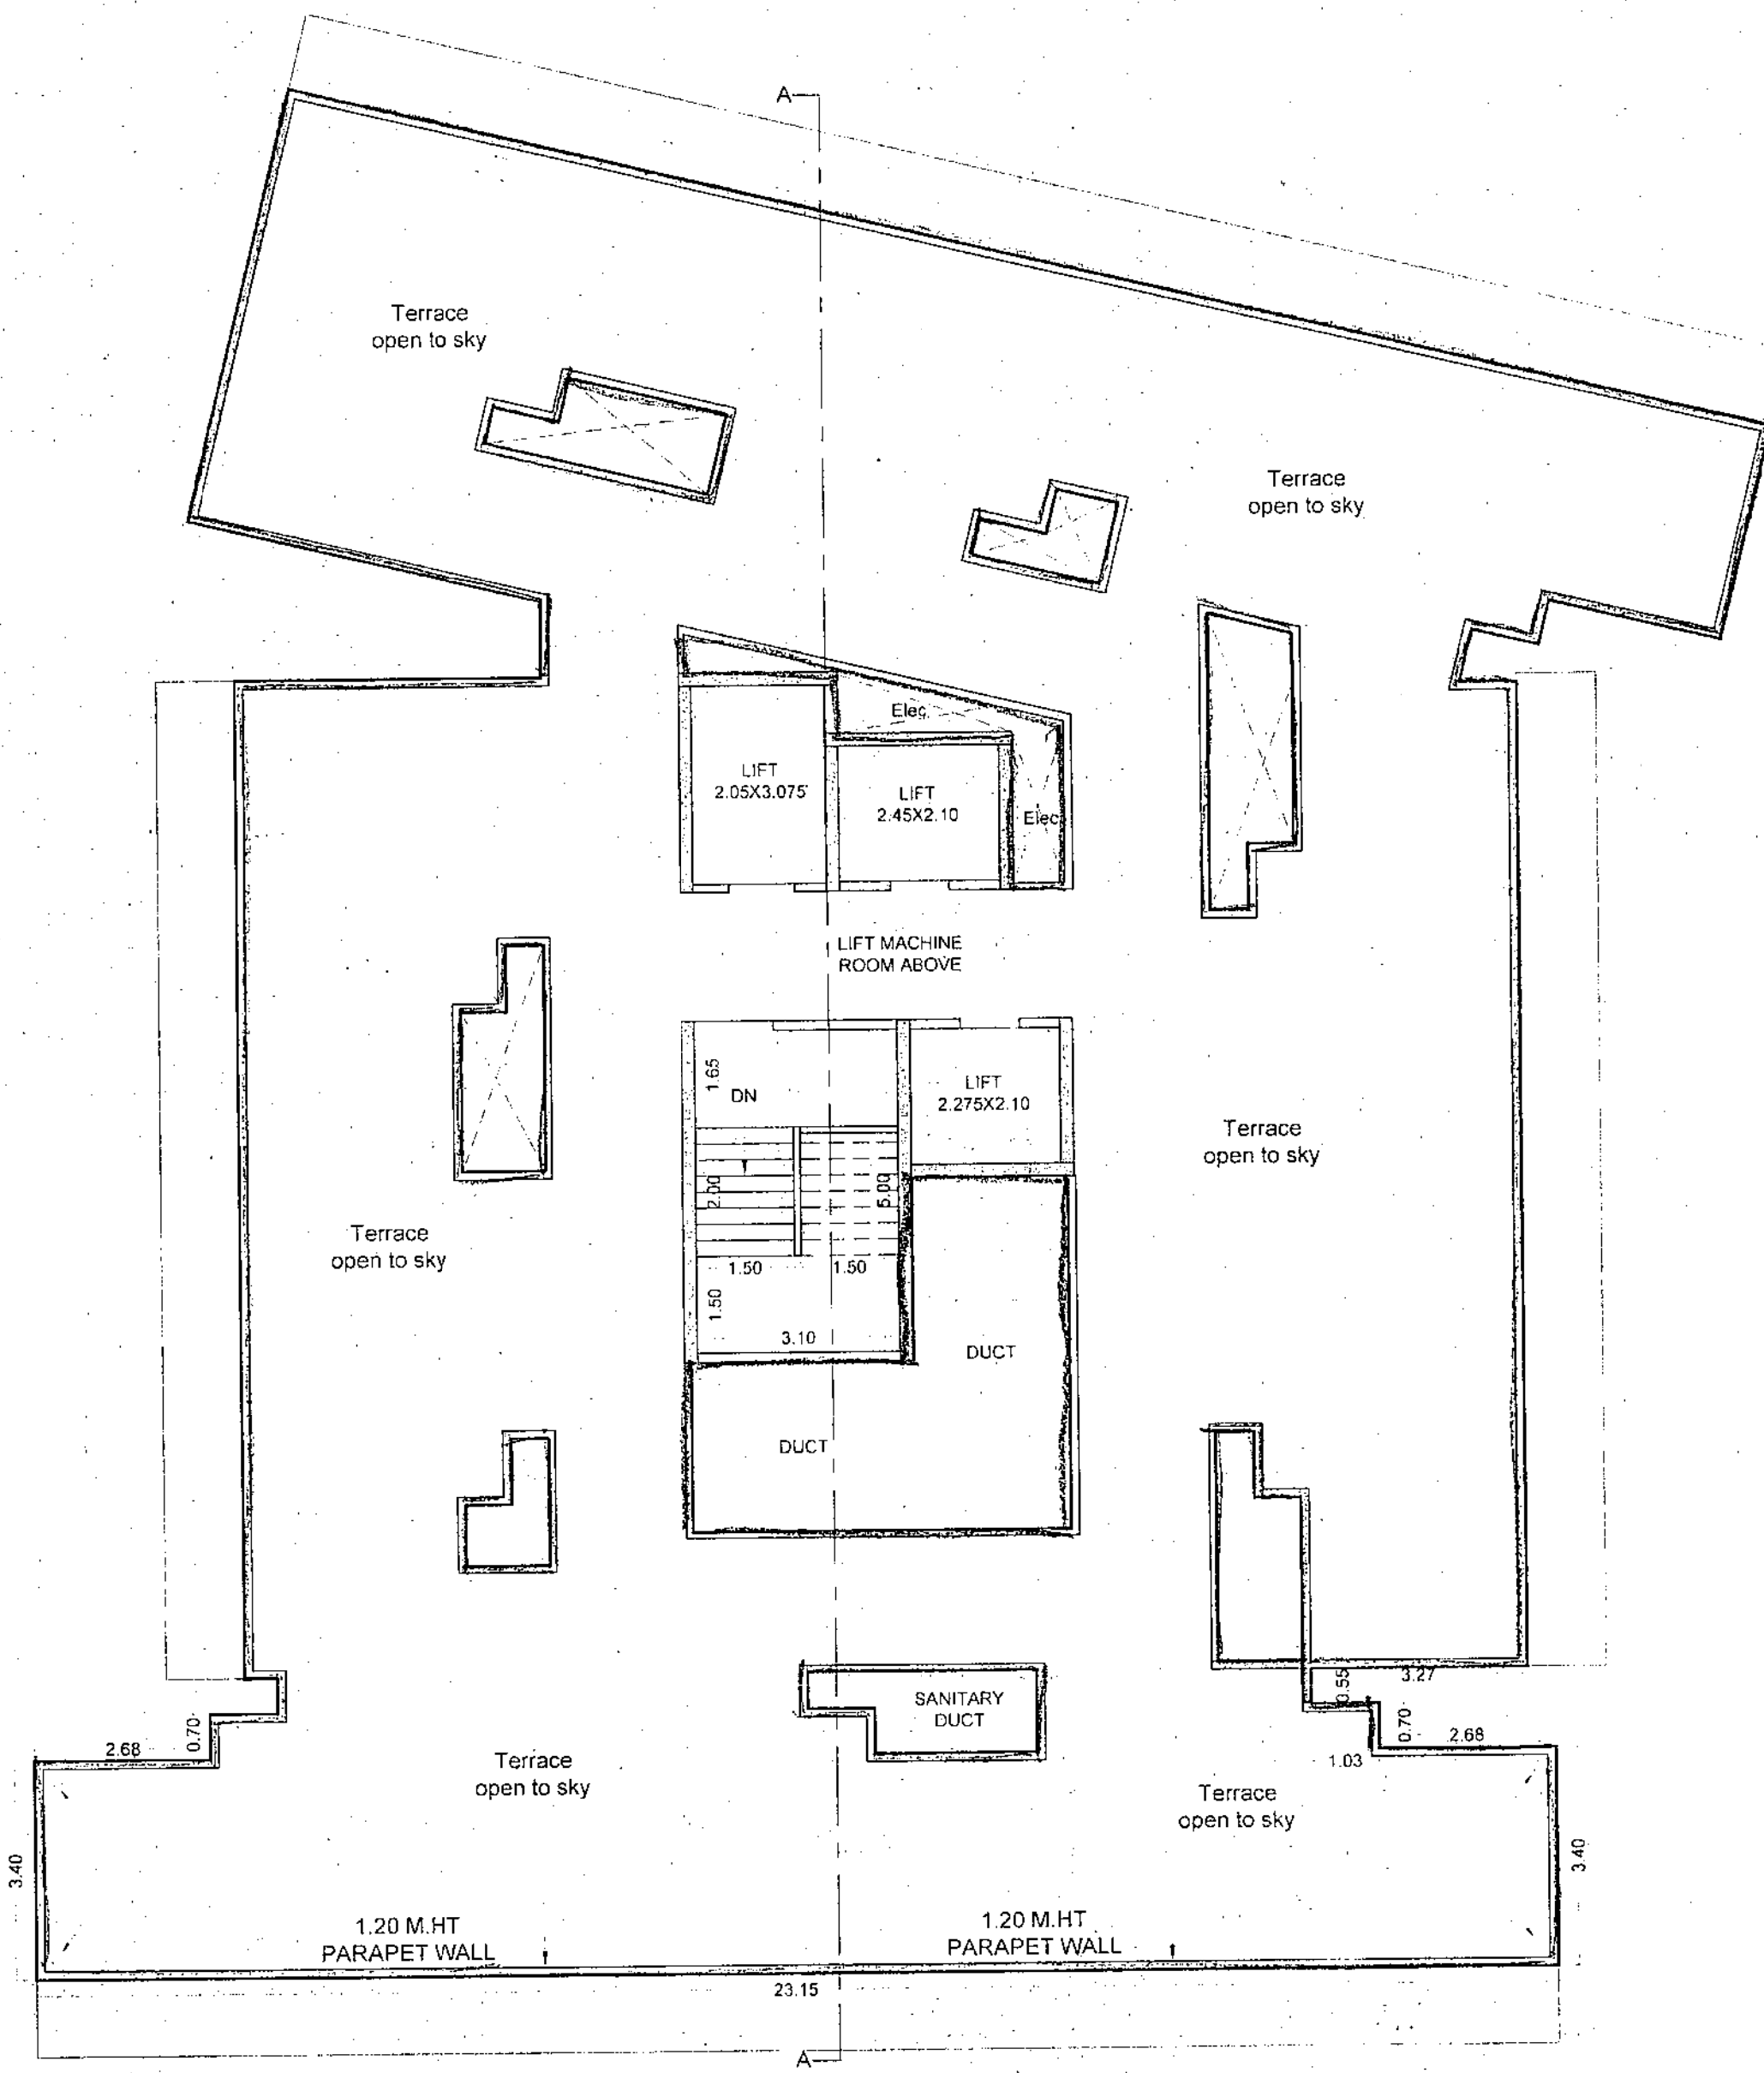 A
Terrace
open to sky
Terrace
open to sky
Elec.
LIFT
2.05X3.075
LIFT
2.45X2.10
Elec
LIFT MACHINE
ROOM ABOVE
1.65
DN
LIFT
2.275X2.10
Terrace
open to sky
2.00
5.00
Terrace
open to sky
1.50
1.50
1.50
3.10
DUCT
DUCT
SANITARY
DUCT
0.55
3.27
0.70
2.68
0.70
2.68
1.03
Terrace
open to sky
Terrace
open to sky
3.40
3.40
1.20 M.HT
PARAPET WALL
1.20 M.HT
PARAPET WALL
23.15
A